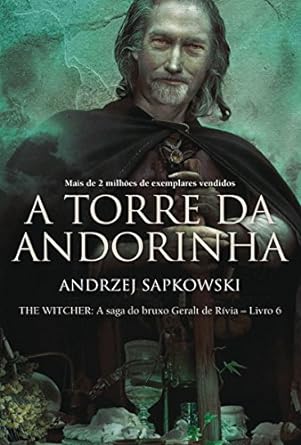 Mais de 2 milhões de exemplares vendidos
A TORRE DA
ANDORINHA
ANDRZEJ SAPKOWSKI
THE WITCHER: A saga do bruxo Geralt de Rívia – Livro 6